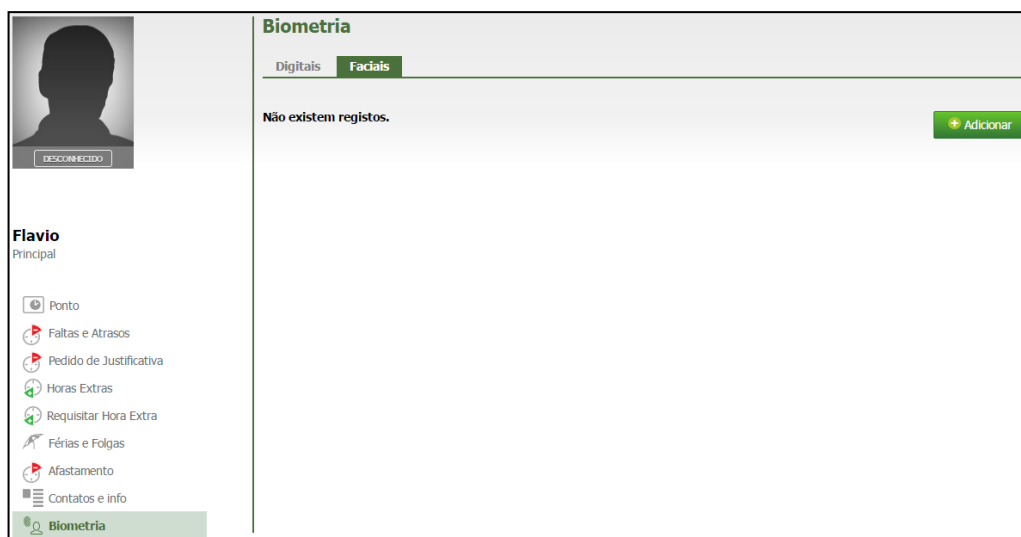 DESCONHECIDO
Flavio
Principal
Ponto
Faltas e Atrasos
Pedido de Justificativa
Horas Extras
Requisitar Hora Extra
Férias e Folgas
Afastamento
Contatos e info
Biometria
Biometria
Digitais Faciais
Não existem registos.
Adicionar